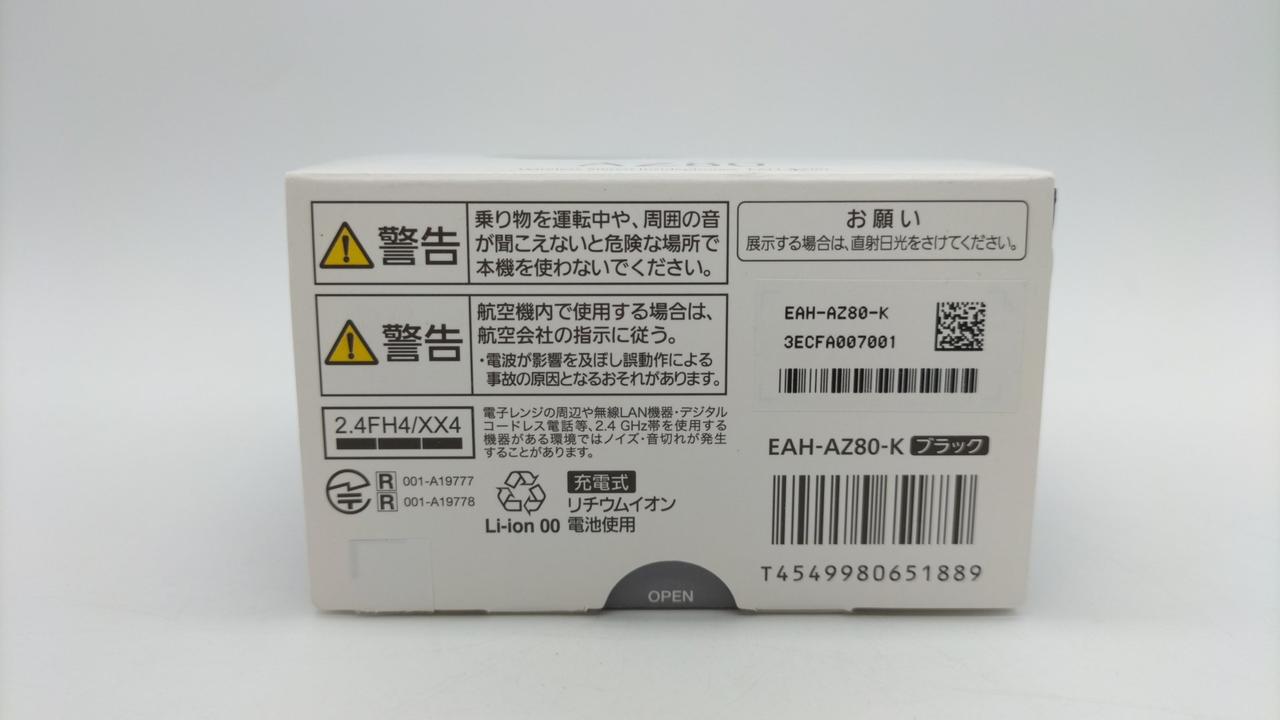 AZ80
警告
乗り物を運転中や、周囲の音
が聞こえないと危険な場所で
本機を使わないでください。
警告
航空機内で使用する場合は、
航空会社の指示に従う。
・電波が影響を及ぼし誤動作による
事故の原因となるおそれがあります。
2.4FH4/XX4
電子レンジの周辺や無線LAN機器・デジタル
コードレス電話等、2.4 GHz帯を使用する
機器がある環境ではノイズ・音切れが発生
することがあります。
R 001-A19777
R 001-A19778
Li-ion 00
充電式
リチウムイオン
電池使用
お願い
展示する場合は、直射日光をさけてください。
EAH-AZ80-K
3ECFA007001
EAH-AZ80-K ブラック
T4549980651889
OPEN